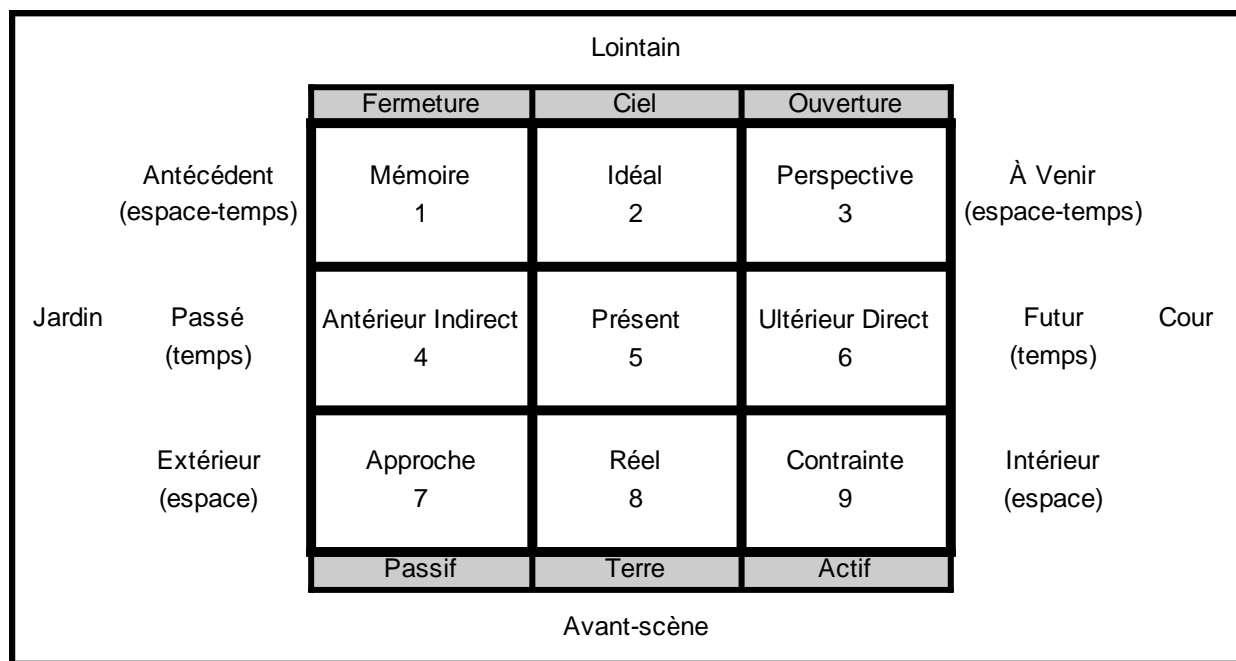 Lointain
Fermeture Ciel Ouverture
Antécédent Mémoire Idéal Perspective À Venir
(espace-temps) 1 2 3 (espace-temps)
Jardin Passé Antérieur Indirect Présent Ultérieur Direct Futur Cour
(temps) 4 5 6 (temps)
Extérieur Approche Réel Contrainte Intérieur
(espace) 7 8 9 (espace)
Passif Terre Actif
Avant-scène